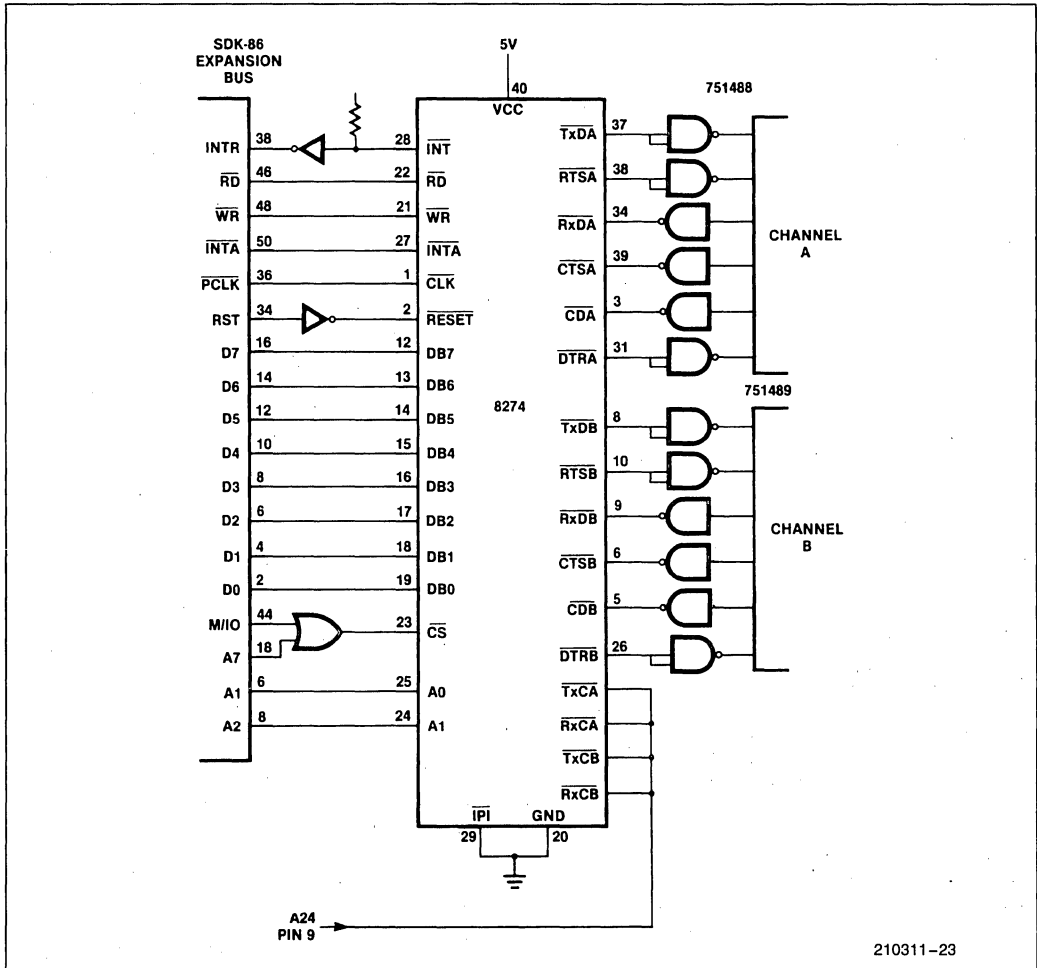 SDK-86
EXPANSION
BUS
5V
40
VCC
751488
INTR 38 28 INT
RD 46 22 RD
WR 48 21 WR
INTA 50 27 INTA
PCLK 36 1 CLK
RST 34 2 RESET
D7 16 12 DB7
D6 14 13 DB6
D5 12 14 DB5
D4 10 15 DB4
D3 8 16 DB3
D2 6 17 DB2
D1 4 18 DB1
D0 2 19 DB0
M/IO 44
A7 18
23 CS
A1 6 25 A0
A2 8 24 A1
8274
TxDA 37
RTSA 38
RxDA 34
CTSA 39
CDA 3
DTRA 31
CHANNEL
A
751489
TxDB 8
RTSB 10
RxDB 9
CTSB 6
CDB 5
DTRB 26
CHANNEL
B
TxCA
RxCA
TxCB
RxCB
IPI GND
29 20
A24
PIN 9
210311–23